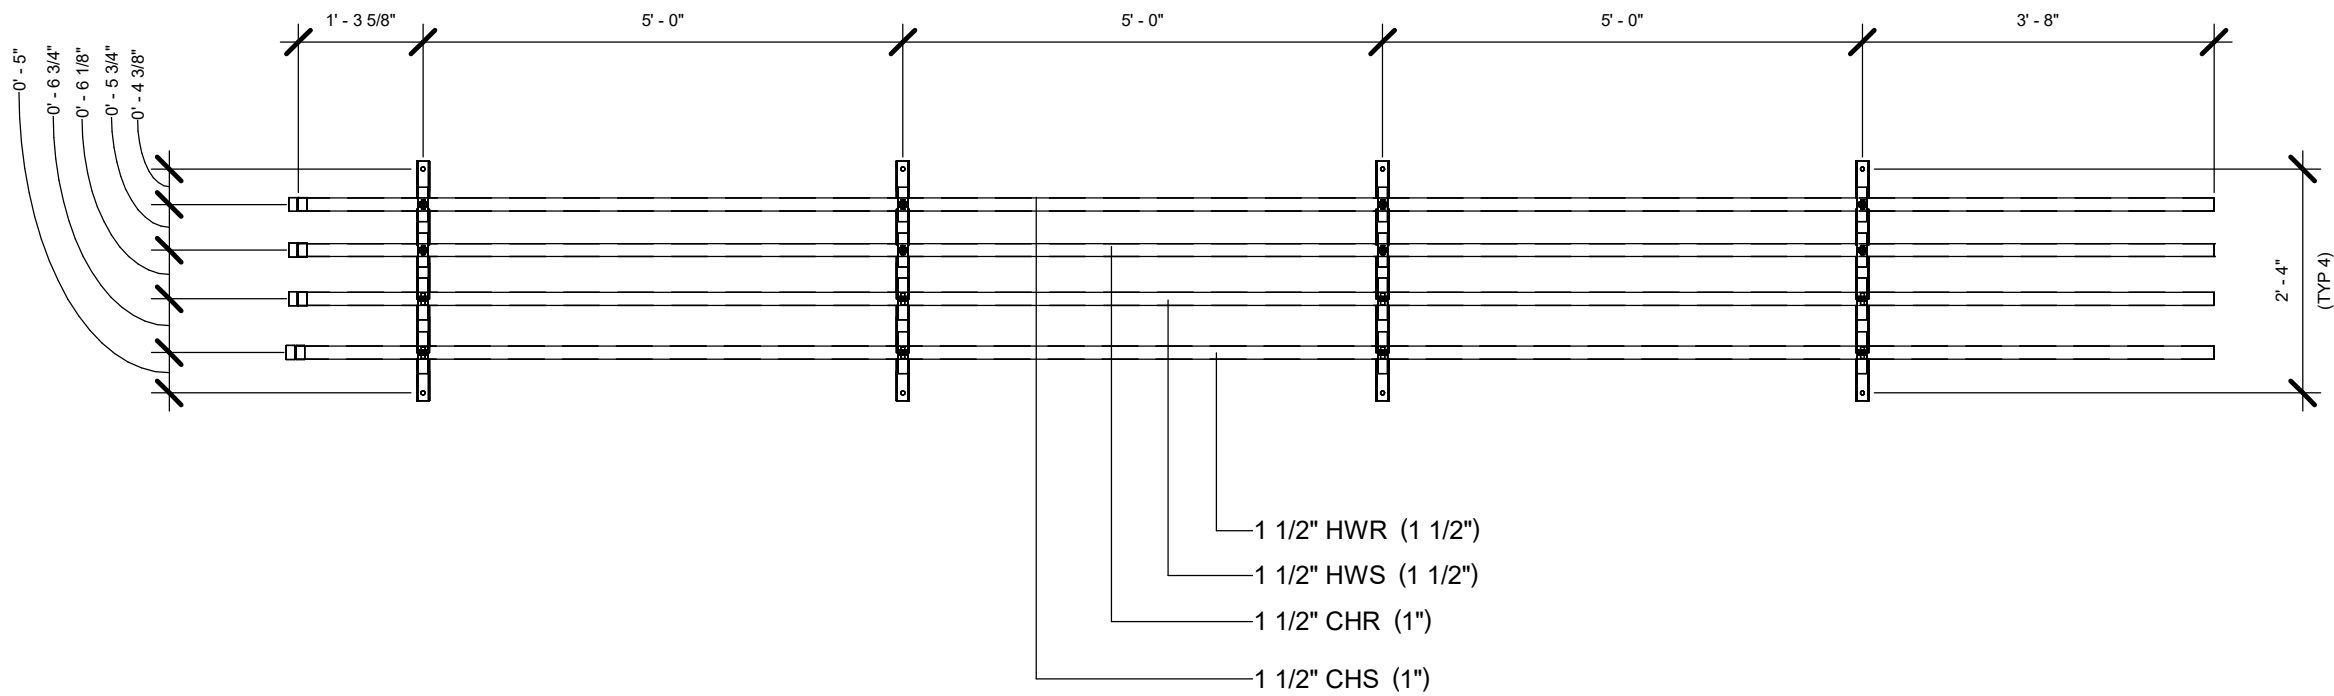 1' - 3 5/8"
5' - 0"
5' - 0"
5' - 0"
3' - 8"
0' - 5"
0' - 6 3/4"
0' - 6 1/8"
0' - 5 3/4"
0' - 4 3/8"
2' - 4"
(TYP 4)
1 1/2" HWR (1 1/2")
1 1/2" HWS (1 1/2")
1 1/2" CHR (1")
1 1/2" CHS (1")